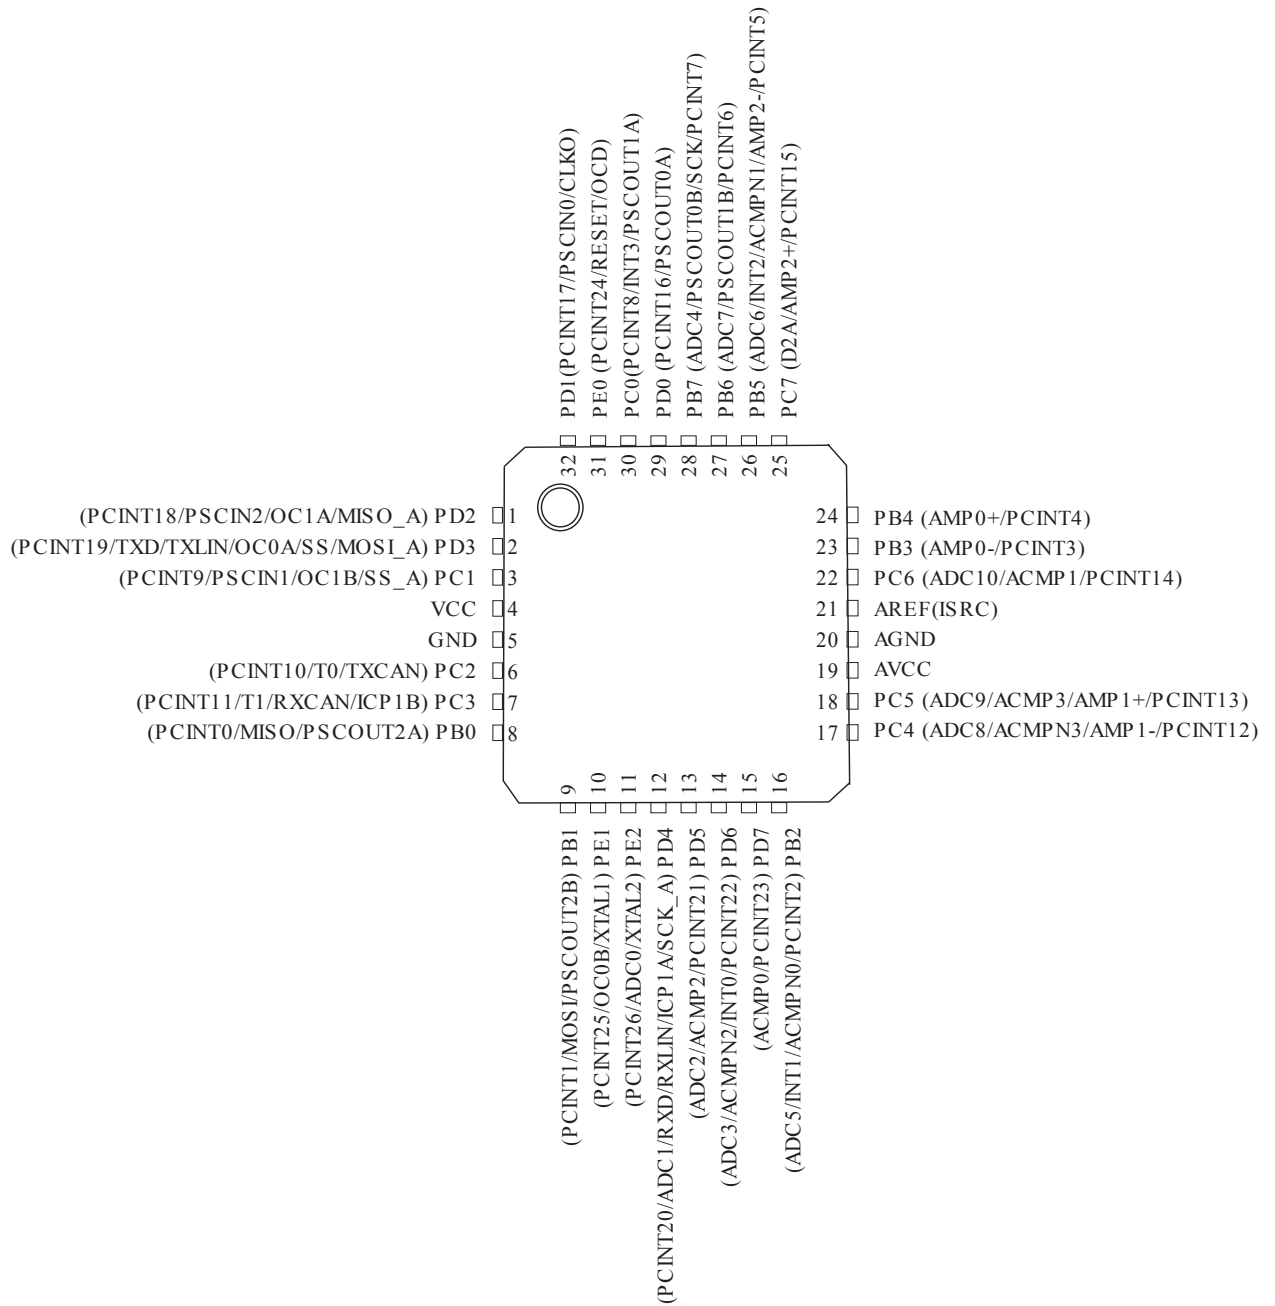 PD1(PCINT17/PSCIN0/CLKO)
PE0 (PCINT24/RESET/OCD)
PC0(PCINT8/INT3/PSCOUT1A)
PD0 (PCINT16/PSCOUT0A)
PB7 (ADC4/PSCOUT0B/SCK/PCINT7)
PB6 (ADC7/PSCOUT1B/PCINT6)
PB5 (ADC6/INT2/ACMPN1/AMP2-/PCINT5)
PC7 (D2A/AMP2+/PCINT15)
32
31
30
29
28
27
26
25
(PCINT18/PSCIN2/OC1A/MISO_A) PD2 1
(PCINT19/TXD/TXLIN/OC0A/SS/MOSI_A) PD3 2
(PCINT9/PSCIN1/OC1B/SS_A) PC1 3
VCC 4
GND 5
(PCINT10/T0/TXCAN) PC2 6
(PCINT11/T1/RXCAN/ICP1B) PC3 7
(PCINT0/MISO/PSCOUT2A) PB0 8
24 PB4 (AMP0+/PCINT4)
23 PB3 (AMP0-/PCINT3)
22 PC6 (ADC10/ACMP1/PCINT14)
21 AREF(ISRC)
20 AGND
19 AVCC
18 PC5 (ADC9/ACMP3/AMP1+/PCINT13)
17 PC4 (ADC8/ACMPN3/AMP1-/PCINT12)
9
10
11
12
13
14
15
16
(PCINT1/MOSI/PSCOUT2B) PB1
(PCINT25/OC0B/XTAL1) PE1
(PCINT26/ADC0/XTAL2) PE2
(PCINT20/ADC1/RXD/RXLIN/ICP1A/SCK_A) PD4
(ADC2/ACMP2/PCINT21) PD5
(ADC3/ACMPN2/INT0/PCINT22) PD6
(ACMP0/PCINT23) PD7
(ADC5/INT1/ACMPN0/PCINT2) PB2